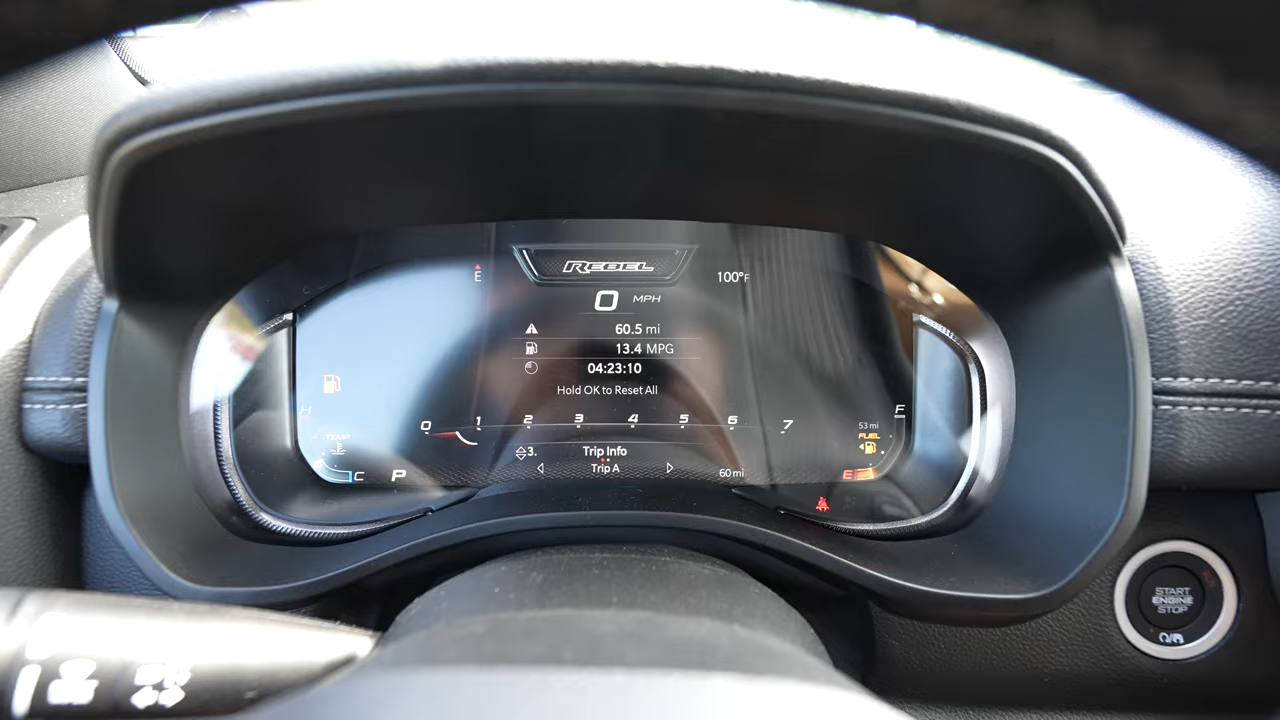 REBEL
E
100°F
0 MPH
60.5 mi
13.4 MPG
04:23:10
Hold OK to Reset All
H
F
0 1 2 3 4 5 6 7
53 mi
TEMP
FUEL
3. Trip Info
Trip A
C
P
60 mi
E
START
ENGINE
STOP